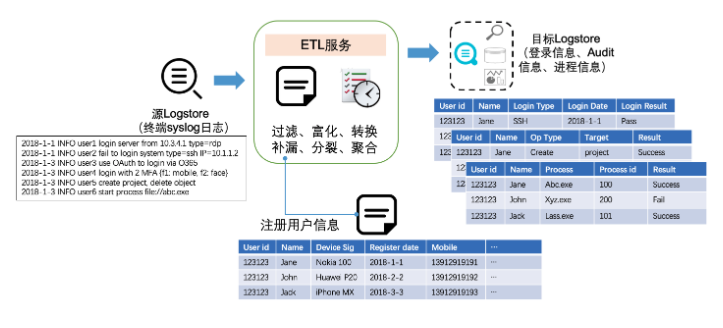 ETL服务
过滤、富化、转换
补漏、分裂、聚合
源Logstore
（终端syslog日志）
2018-1-1 INFO user1 login server from 10.3.4.1 type=rdp
2018-1-1 INFO user2 fail to login system type=ssh IP=10.1.1.2
2018-1-3 INFO user3 use OAuth to login via O365
2018-1-3 INFO user4 login with 2 MFA {f1: mobile, f2: face}
2018-1-3 INFO user5 create project, delete object
2018-1-3 INFO user6 start process file://abc.exe
目标Logstore
（登录信息、Audit
信息、进程信息）
User id Name Login Type Login Date Login Result
123123 Jane SSH 2018-1-1 Pass
User id Name Op Type Target Result
123123 Jane Create project Success
User id Name Process Process id Result
123123 Jane Abc.exe 100 Success
123123 John Xyz.exe 200 Fail
123123 Jack Lass.exe 101 Success
注册用户信息
User id Name Device Sig Register date Mobile ...
123123 Jane Nokia 100 2018-1-1 13912919191 ...
123123 John Huawei P20 2018-2-2 13912919192 ...
123123 Jack iPhone MX 2018-3-3 13912919193 ...